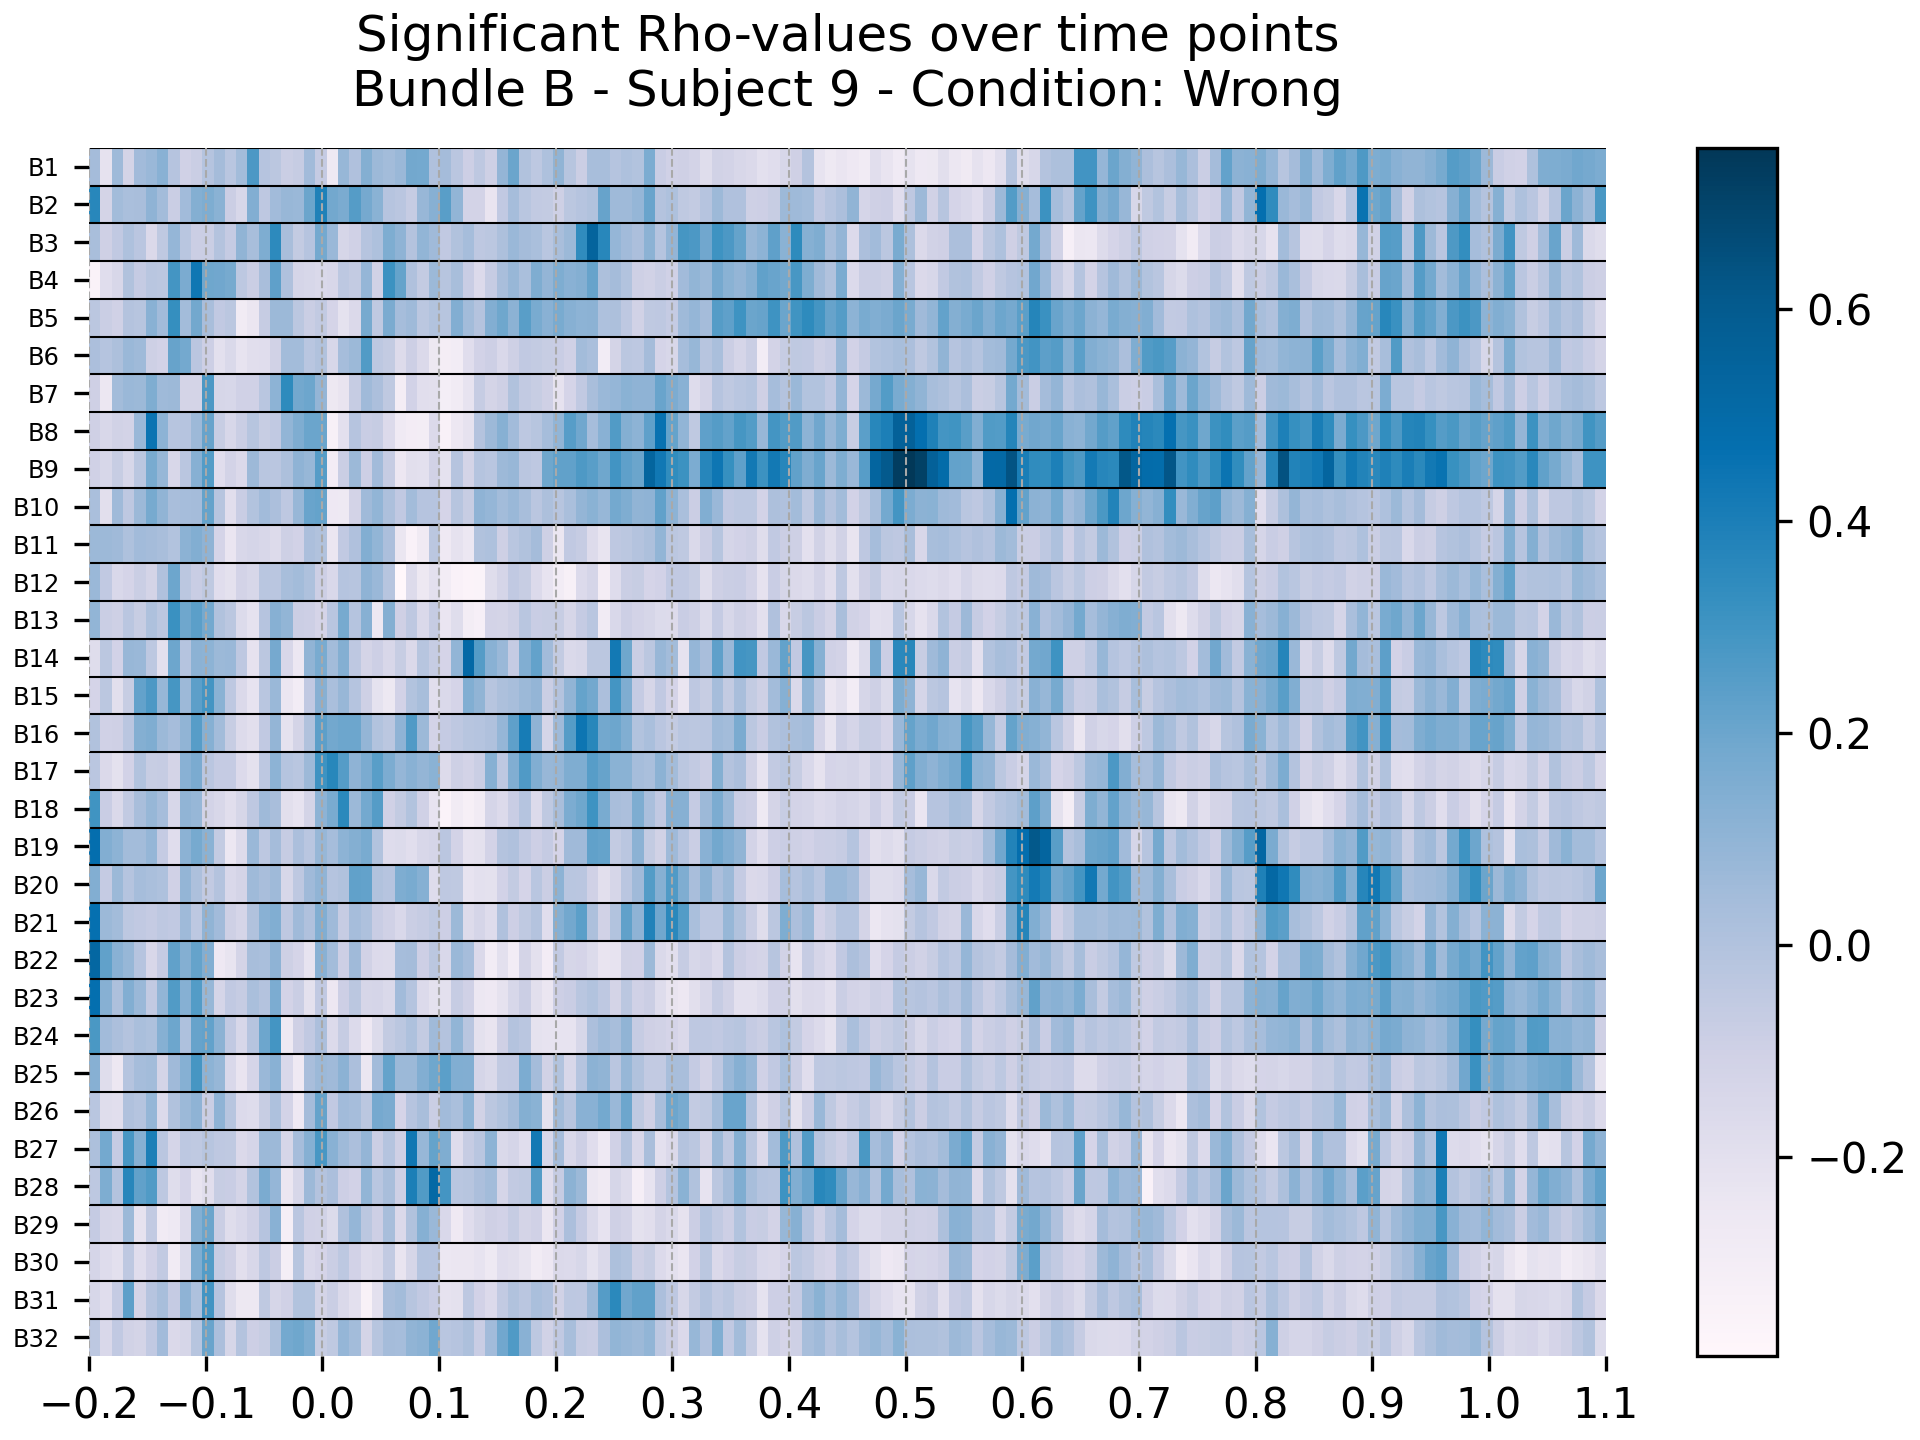 Significant Rho-values over time points
Bundle B - Subject 9 - Condition: Wrong
B1
B2
B3
B4
B5
B6
B7
B8
B9
B10
B11
B12
B13
B14
B15
B16
B17
B18
B19
B20
B21
B22
B23
B24
B25
B26
B27
B28
B29
B30
B31
B32
−0.2 −0.1 0.0 0.1 0.2 0.3 0.4 0.5 0.6 0.7 0.8 0.9 1.0 1.1
0.6
0.4
0.2
0.0
−0.2